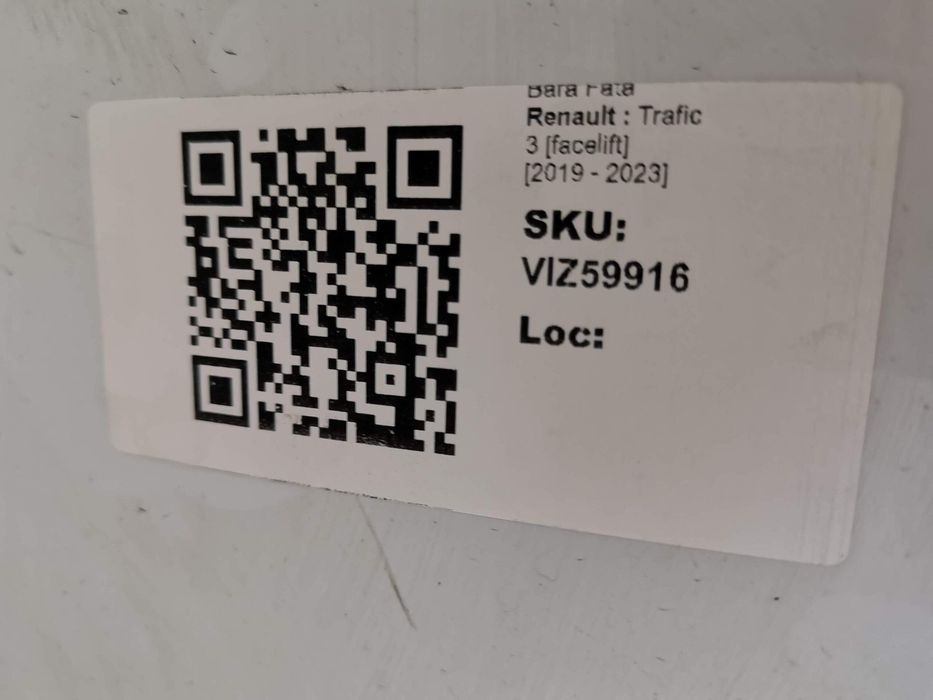 Bara Fata
Renault : Trafic
3 [facelift]
[2019 - 2023]
SKU:
VIZ59916
Loc: